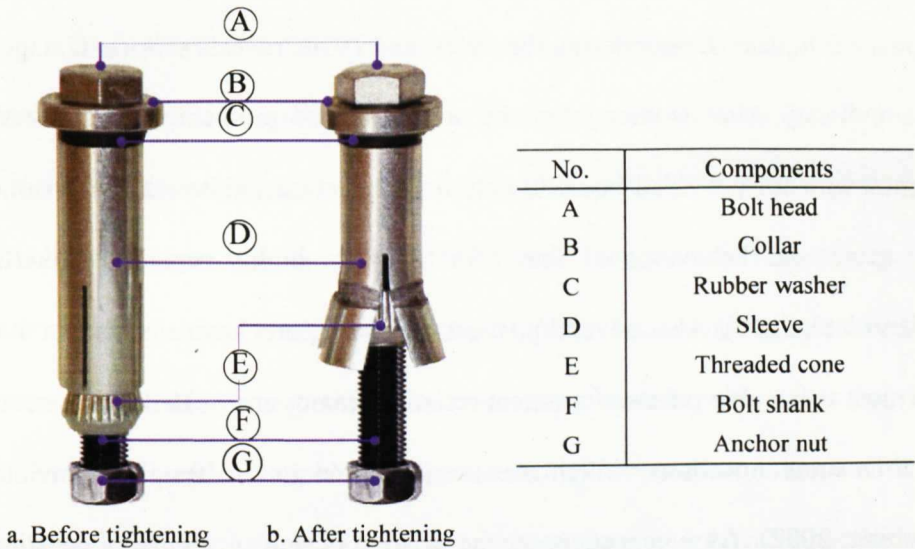 A
B
C
D
E
F
G
No. Components
A Bolt head
B Collar
C Rubber washer
D Sleeve
E Threaded cone
F Bolt shank
G Anchor nut
a. Before tightening b. After tightening